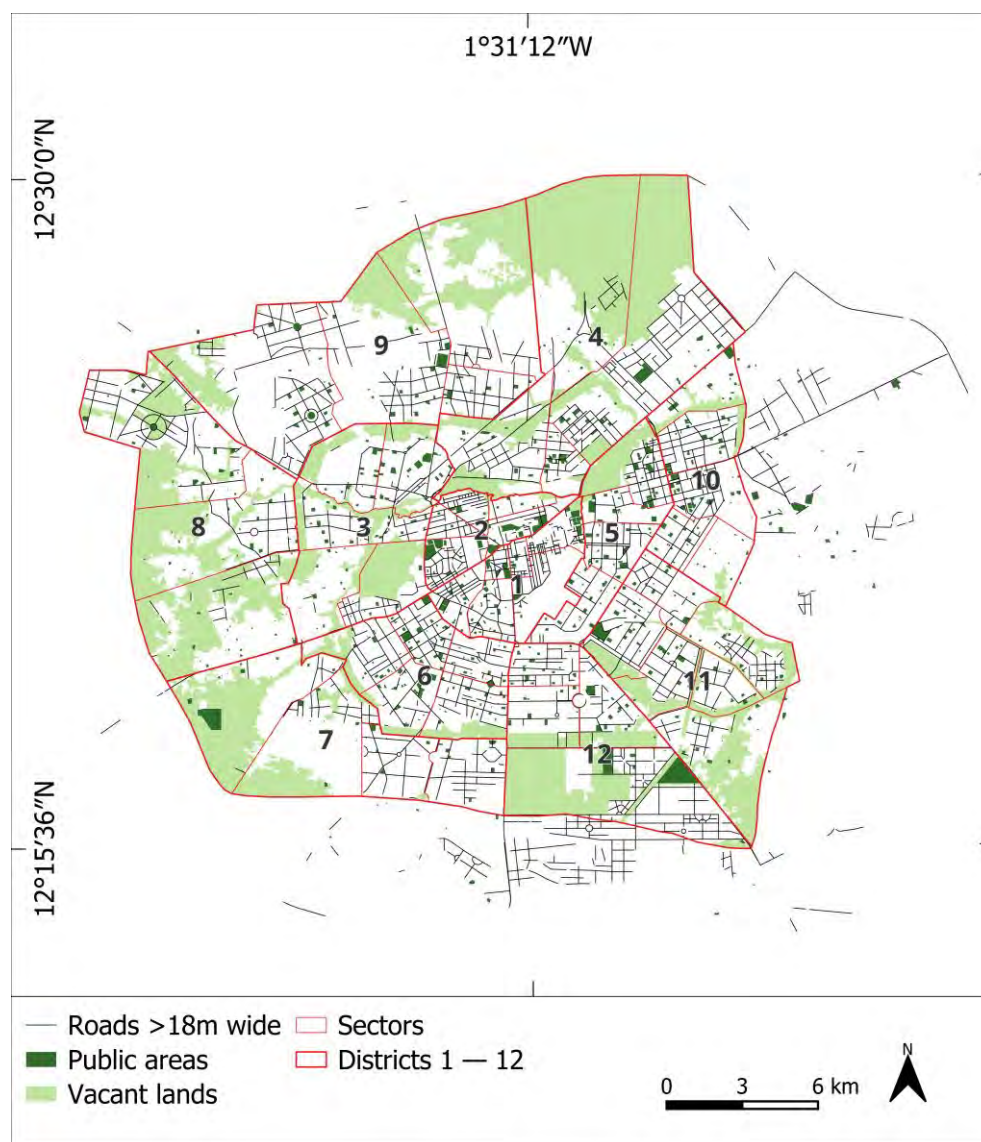 1°31′12″W
12°30′0″N
9
4
10
8
3
2
5
1
6
11
7
12
12°15′36″N
Roads >18m wide
Sectors
Public areas
Districts 1 — 12
Vacant lands
N
0 3 6 km